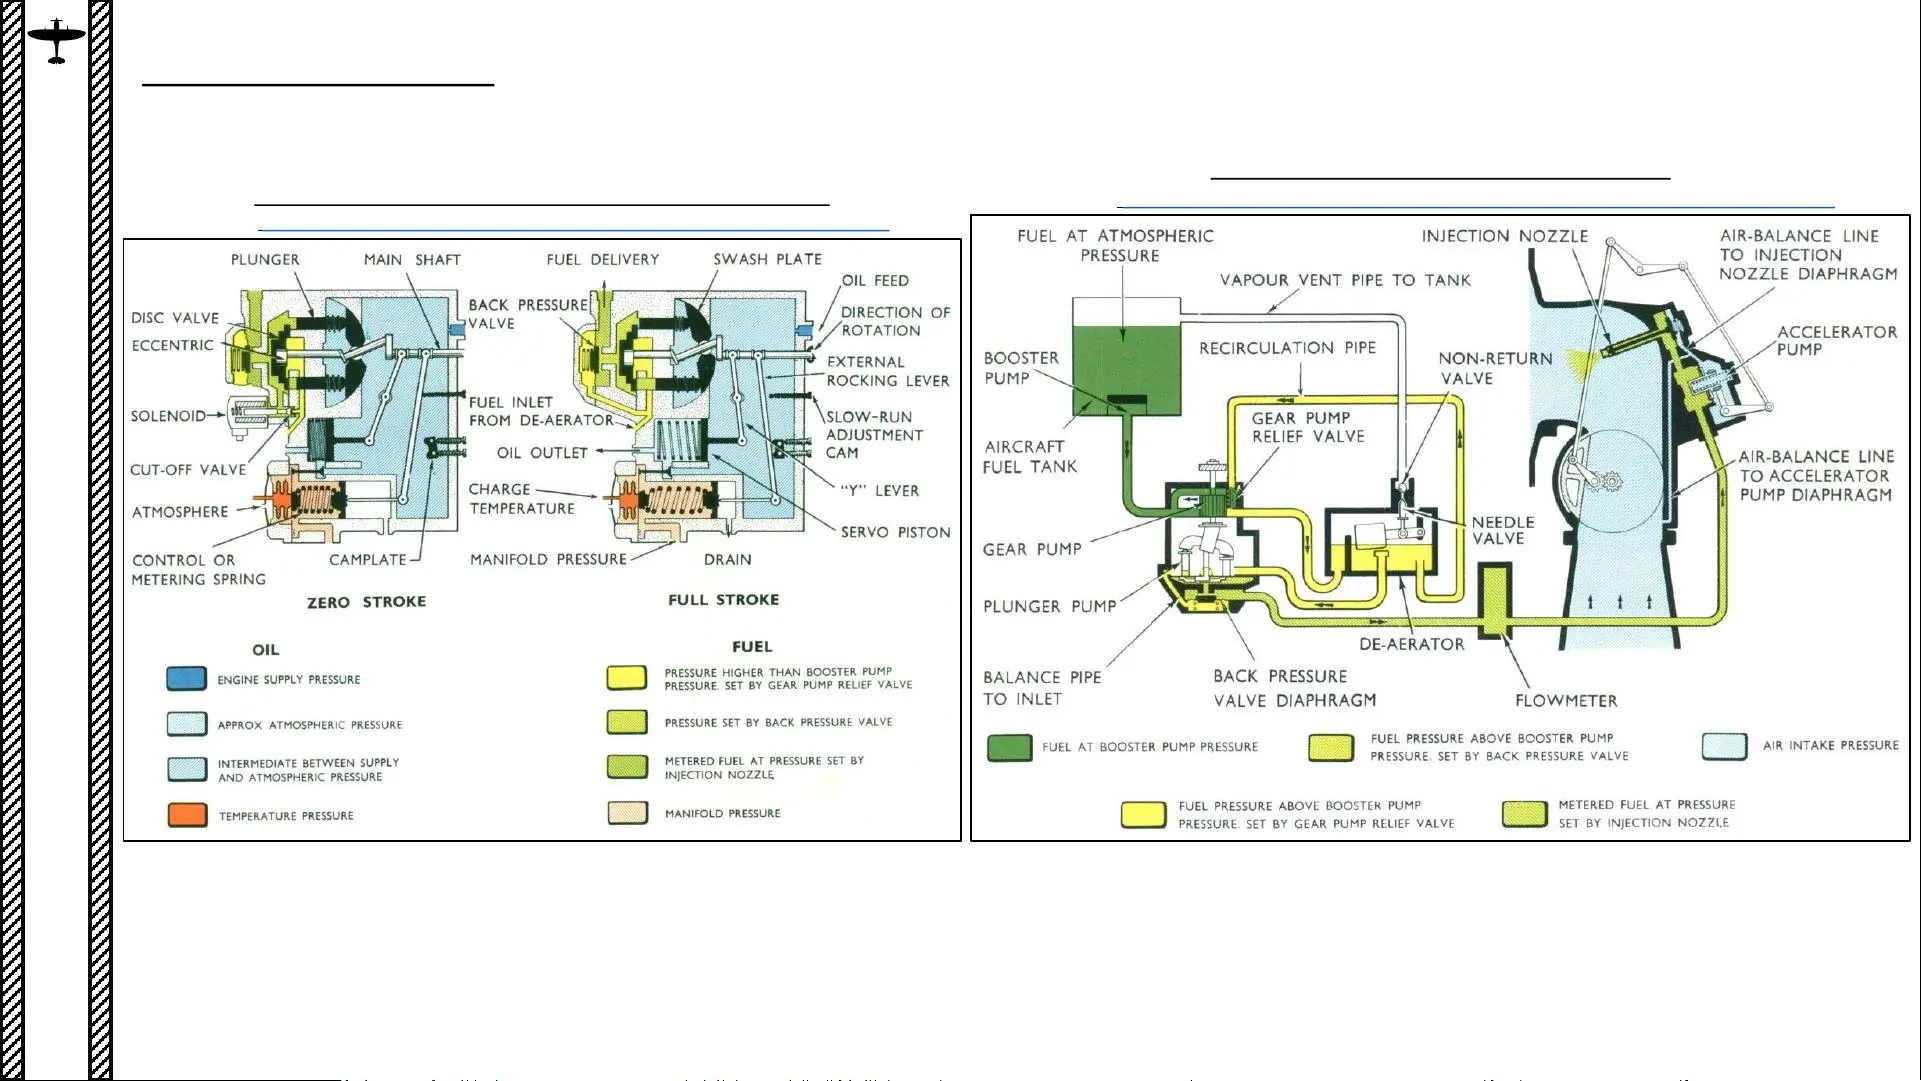 PLUNGER
MAIN SHAFT
DISC VALVE
ECCENTRIC
SOLENOID
CUT-OFF VALVE
ATMOSPHERE
CONTROL OR
METERING SPRING
CAMPLATE
ZERO STROKE
FUEL DELIVERY
SWASH PLATE
OIL FEED
BACK PRESSURE
VALVE
DIRECTION OF
ROTATION
EXTERNAL
ROCKING LEVER
FUEL INLET
FROM DE-AERATOR
SLOW-RUN
ADJUSTMENT
CAM
OIL OUTLET
"Y" LEVER
CHARGE
TEMPERATURE
SERVO PISTON
MANIFOLD PRESSURE
DRAIN
FULL STROKE
OIL
ENGINE SUPPLY PRESSURE
APPROX ATMOSPHERIC PRESSURE
INTERMEDIATE BETWEEN SUPPLY
AND ATMOSPHERIC PRESSURE
TEMPERATURE PRESSURE
FUEL
PRESSURE HIGHER THAN BOOSTER PUMP
PRESSURE. SET BY GEAR PUMP RELIEF VALVE
PRESSURE SET BY BACK PRESSURE VALVE
METERED FUEL AT PRESSURE SET BY
INJECTION NOZZLE
MANIFOLD PRESSURE
FUEL AT ATMOSPHERIC
PRESSURE
INJECTION NOZZLE
AIR-BALANCE LINE
TO INJECTION
NOZZLE DIAPHRAGM
VAPOUR VENT PIPE TO TANK
ACCELERATOR
PUMP
RECIRCULATION PIPE
BOOSTER
PUMP
NON-RETURN
VALVE
GEAR PUMP
RELIEF VALVE
AIRCRAFT
FUEL TANK
AIR-BALANCE LINE
TO ACCELERATOR
PUMP DIAPHRAGM
NEEDLE
VALVE
GEAR PUMP
PLUNGER PUMP
DE-AERATOR
BALANCE PIPE
TO INLET
BACK PRESSURE
VALVE DIAPHRAGM
FLOWMETER
FUEL AT BOOSTER PUMP PRESSURE
FUEL PRESSURE ABOVE BOOSTER PUMP
PRESSURE. SET BY BACK PRESSURE VALVE
AIR INTAKE PRESSURE
FUEL PRESSURE ABOVE BOOSTER PUMP
PRESSURE. SET BY GEAR PUMP RELIEF VALVE
METERED FUEL AT PRESSURE
SET BY INJECTION NOZZLE